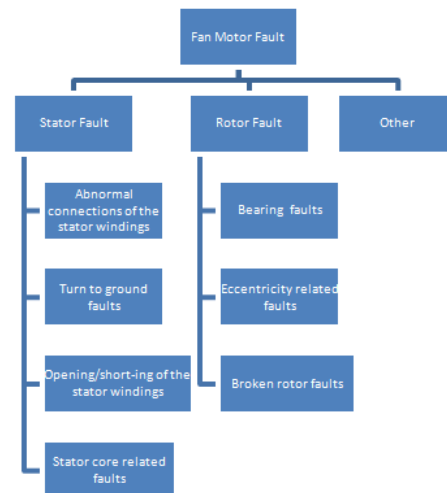 Fan Motor Fault
Stator Fault
Rotor Fault
Other
Abnormal
connections of the
stator windings
Bearing faults
Turn to ground
faults
Eccentricity related
faults
Opening/short-ing of the
stator windings
Broken rotor faults
Stator core related
faults